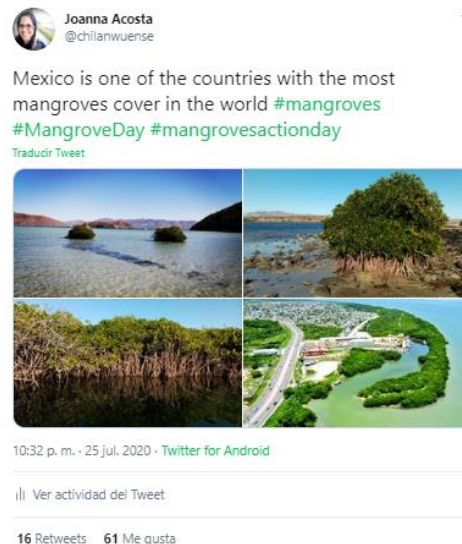 Joanna Acosta
@chilanwuense
Mexico is one of the countries with the most
mangroves cover in the world #mangroves
#MangroveDay #mangrovesactionday
Traducir Tweet
10:32 p. m. · 25 jul. 2020 · Twitter for Android
Ver actividad del Tweet
16 Retweets 61 Me gusta